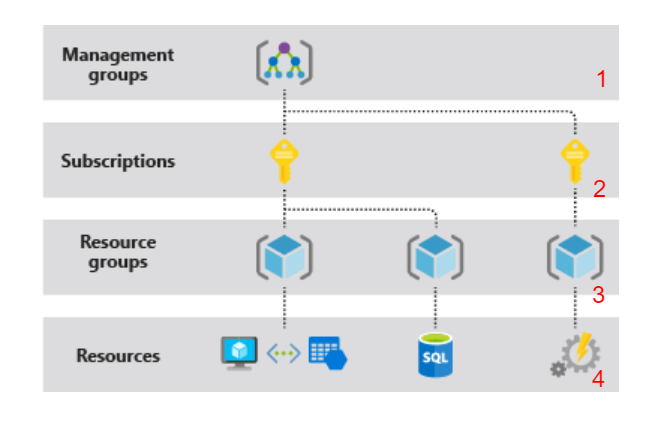 Management
groups
1
Subscriptions
2
Resource
groups
3
Resources
SQL
4